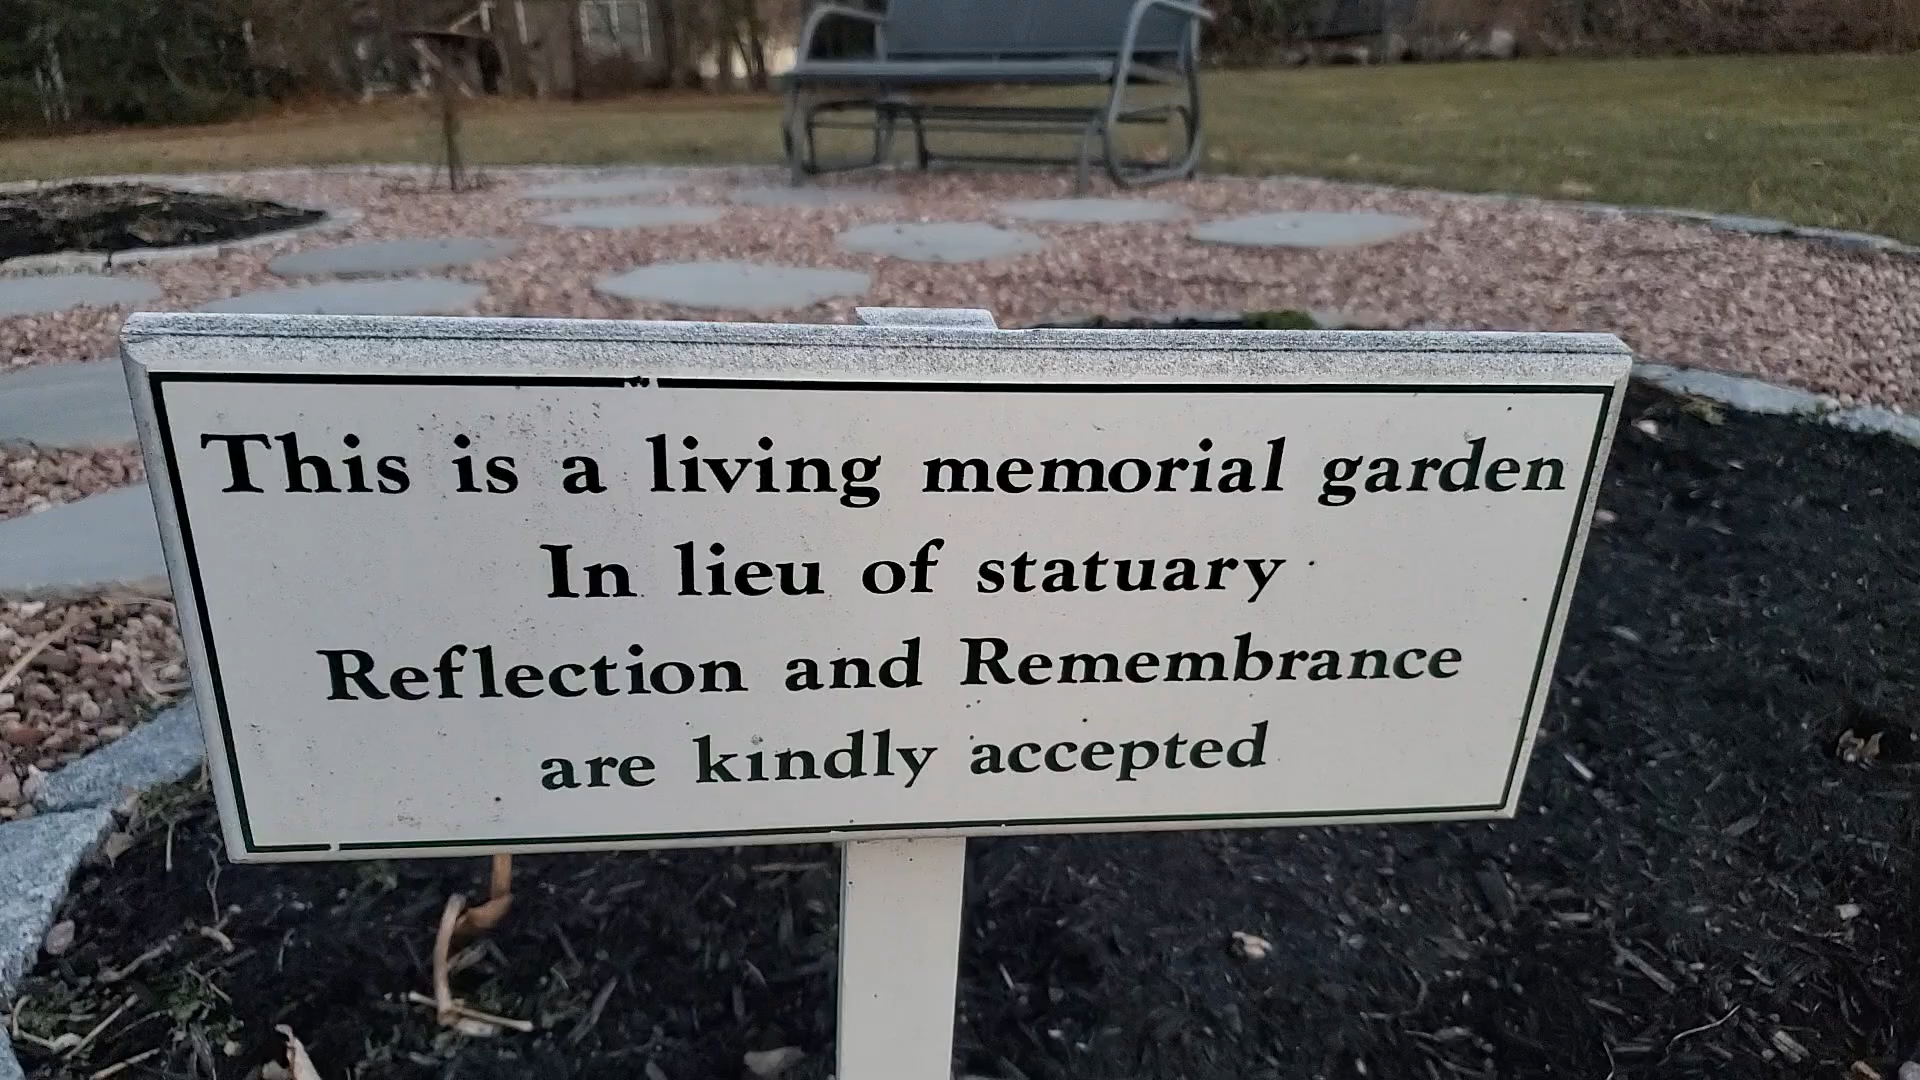 This is a living memorial garden
In lieu of statuary
Reflection and Remembrance
are kindly accepted